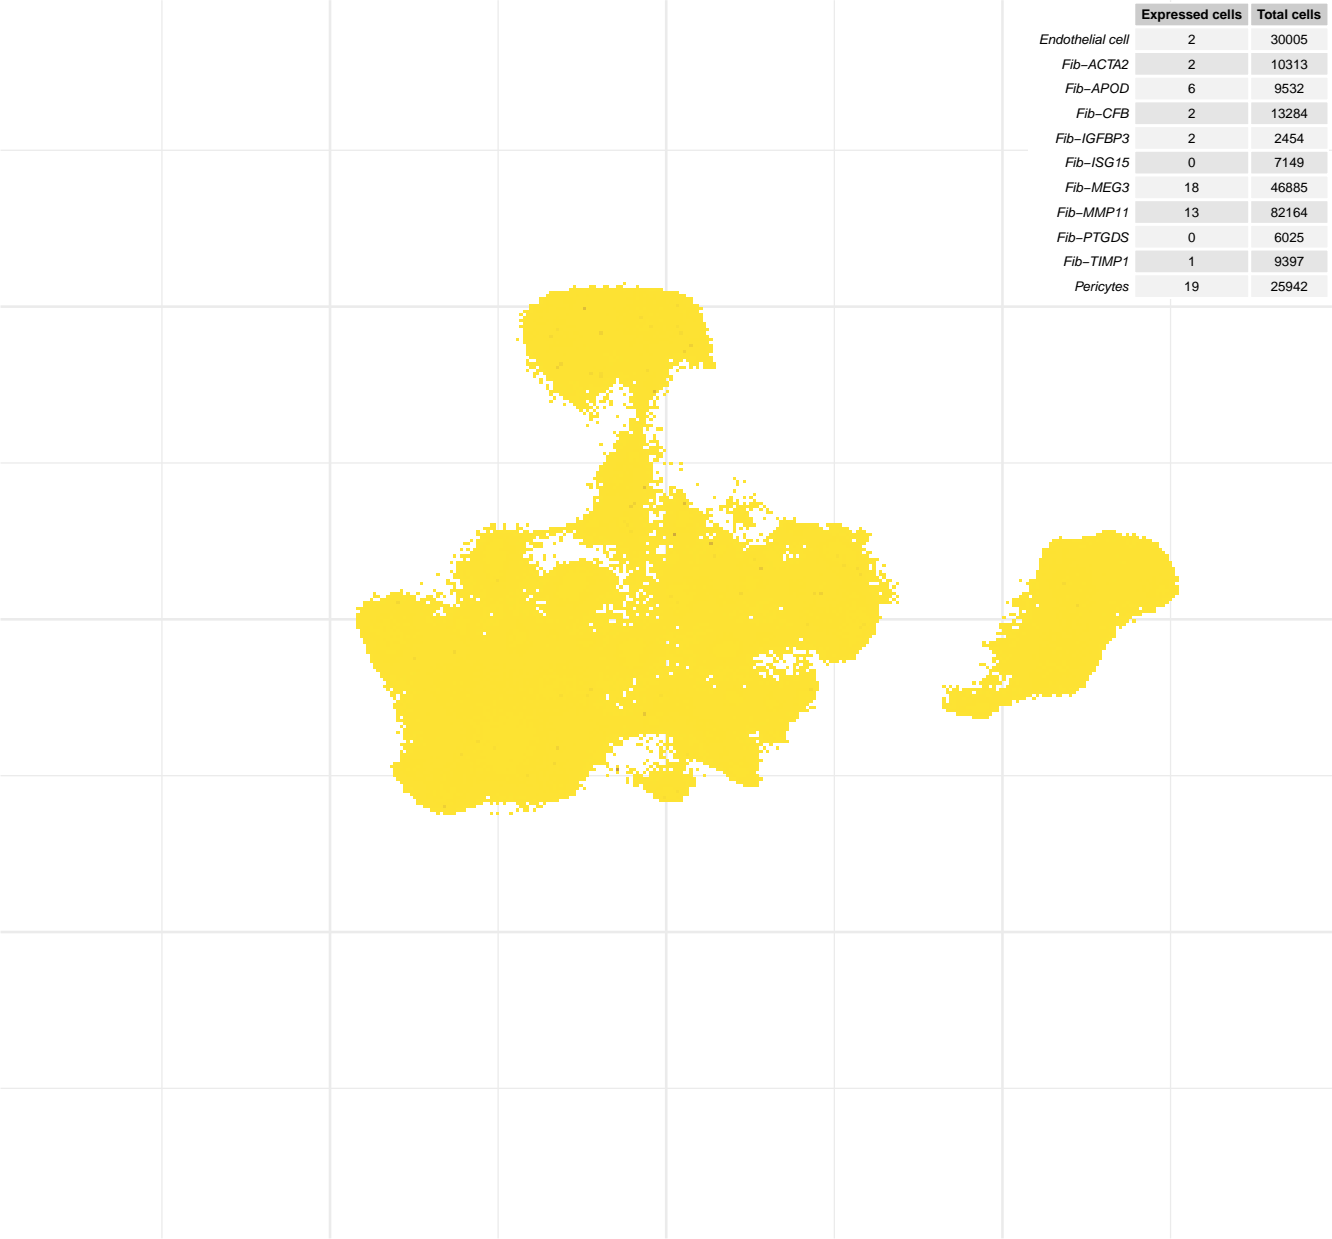 Expressed cells Total cells
Endothelial cell 2 30005
Fib−ACTA2 2 10313
Fib−APOD 6 9532
Fib−CFB 2 13284
Fib−IGFBP3 2 2454
Fib−ISG15 0 7149
Fib−MEG3 18 46885
Fib−MMP11 13 82164
Fib−PTGDS 0 6025
Fib−TIMP1 1 9397
Pericytes 19 25942